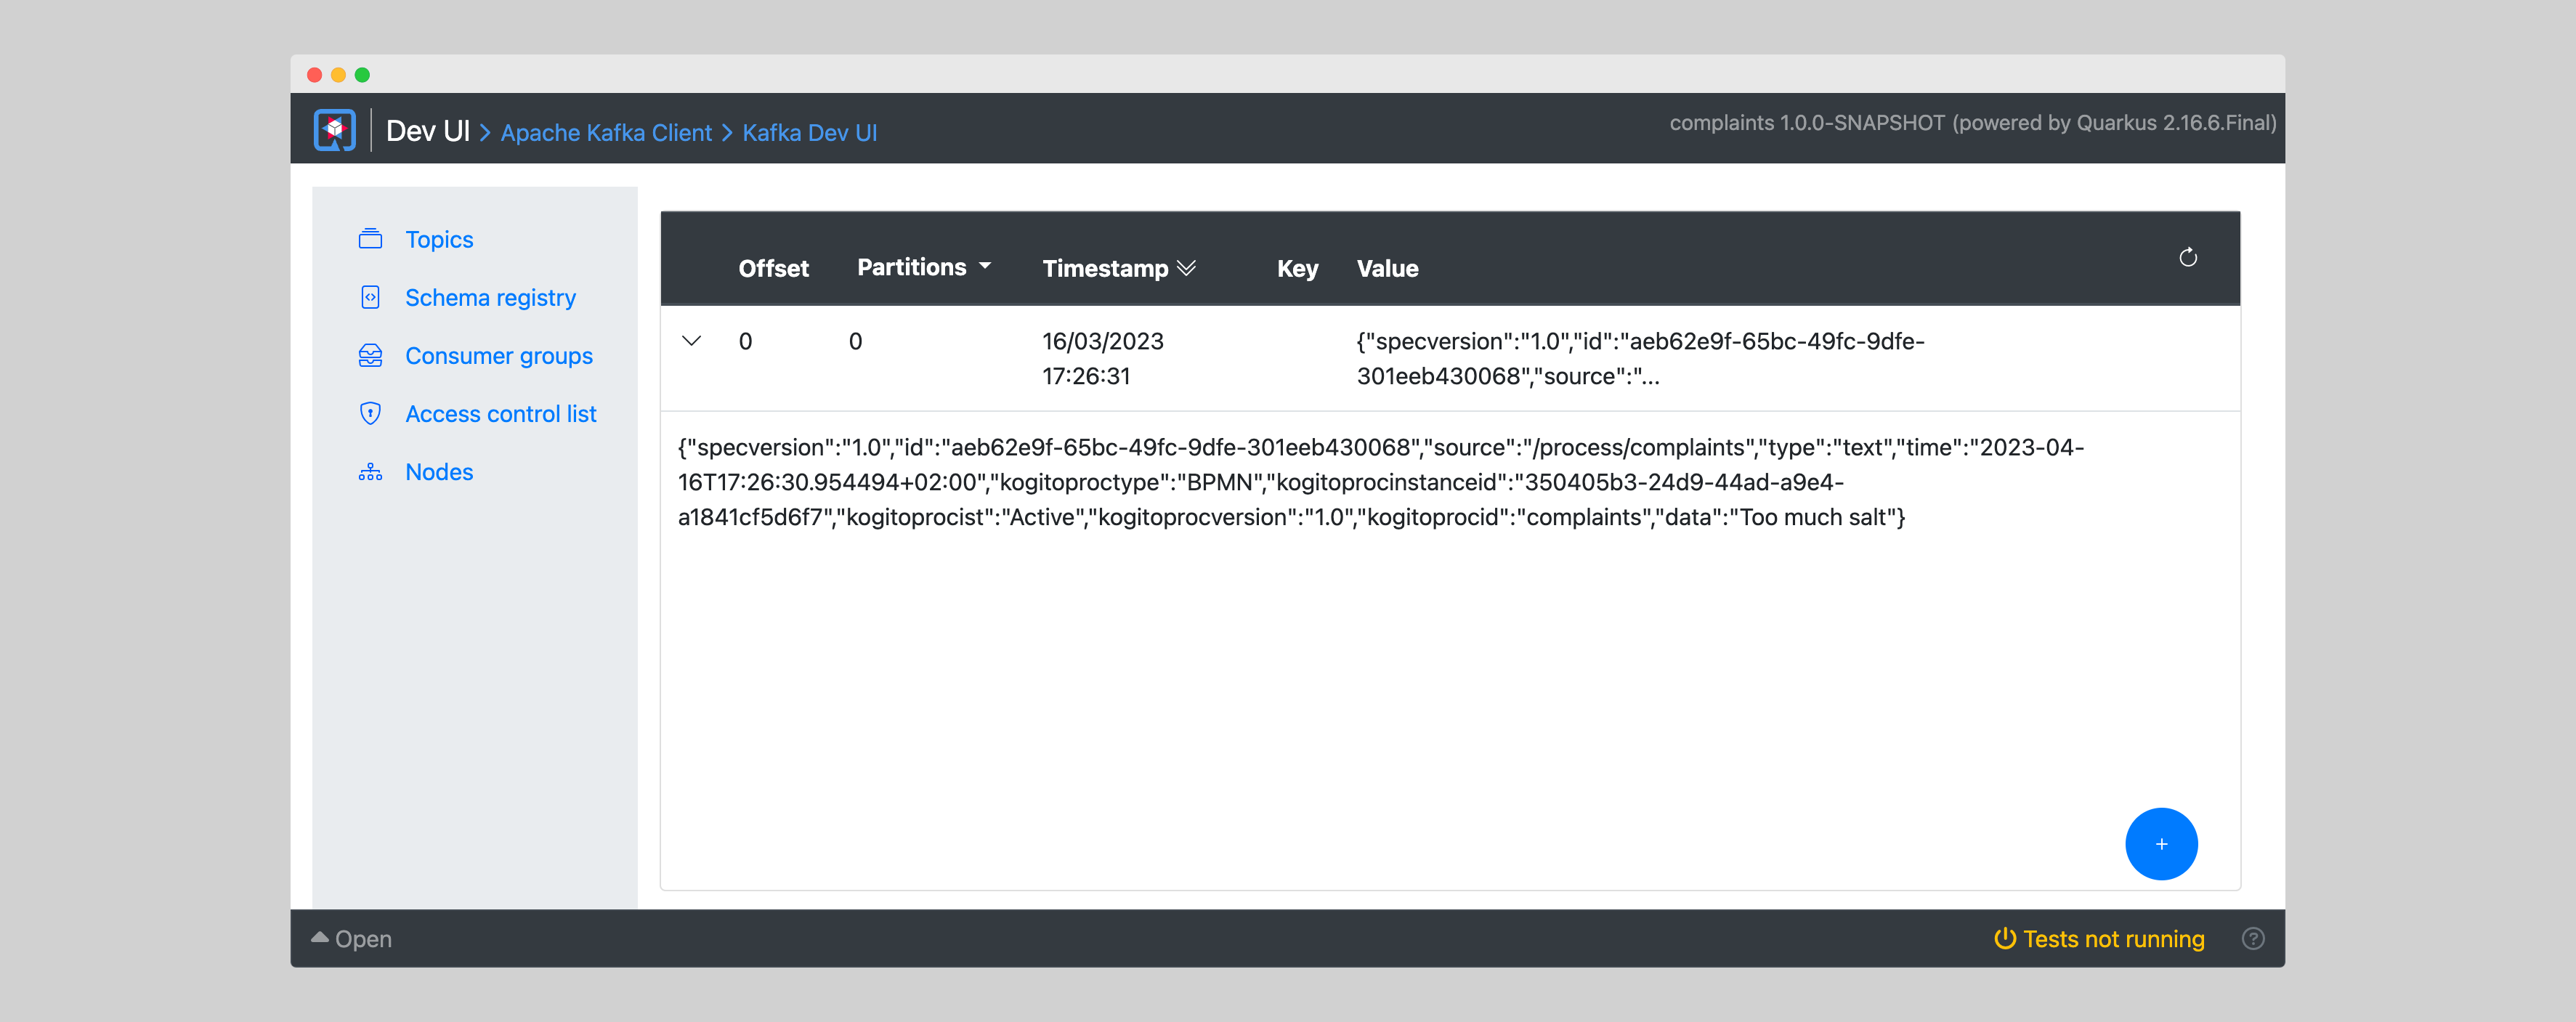 Dev UI > Apache Kafka Client > Kafka Dev UI
complaints 1.0.0-SNAPSHOT (powered by Quarkus 2.16.6.Final)
Topics
Schema registry
Consumer groups
Access control list
Nodes
Offset Partitions Timestamp Key Value
0 0 16/03/2023 {"specversion":"1.0","id":"aeb62e9f-65bc-49fc-9dfe-
17:26:31 301eeb430068","source":"...
{"specversion":"1.0","id":"aeb62e9f-65bc-49fc-9dfe-301eeb430068","source":"/process/complaints","type":"text","time":"2023-04-
16T17:26:30.954494+02:00","kogitoproctype":"BPMN","kogitoprocinstanceid":"350405b3-24d9-44ad-a9e4-
a1841cf5d6f7","kogitoprocist":"Active","kogitoprocversion":"1.0","kogitoprocid":"complaints","data":"Too much salt"}
+
Open
Tests not running
?